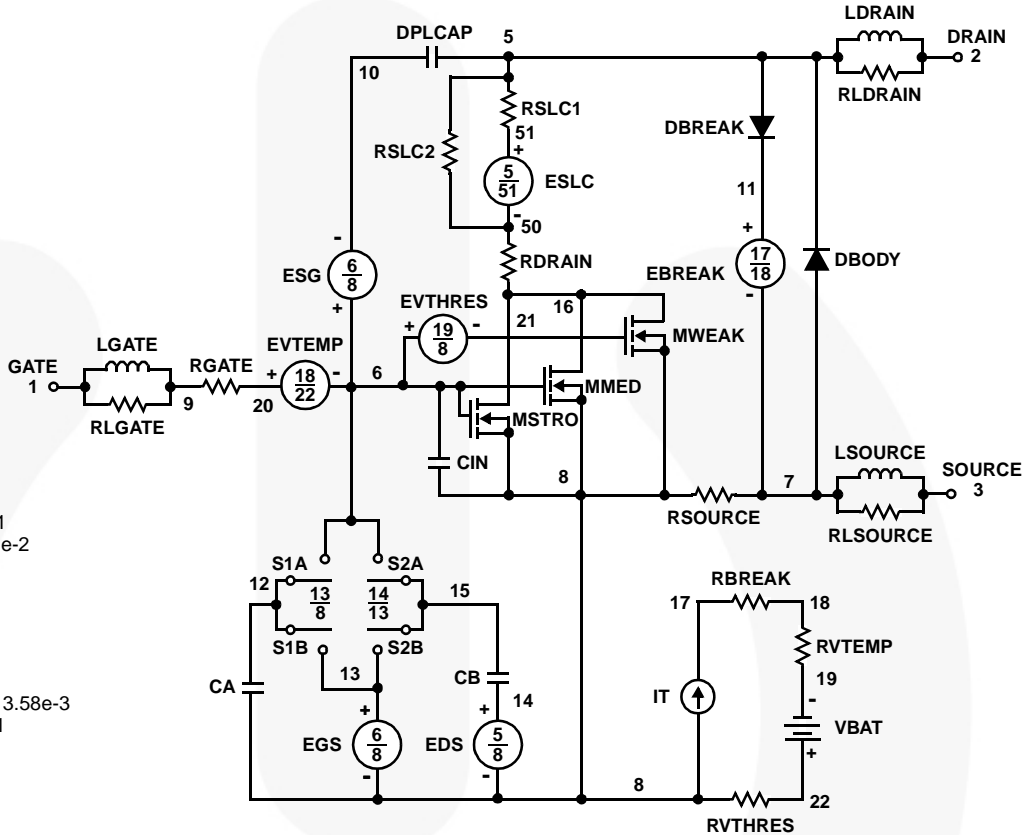 LDRAIN
DPLCAP
5
DRAIN
2
10
RLDRAIN
RSLC1
51
+
DBREAK
RSLC2
5
51
ESLC
-
50
11
-
+
ESG
6
8
+
RDRAIN
EBREAK
17
18
-
DBODY
EVTHRES
16
21
+
19
8
-
MWEAK
LGATE
EVTEMP
GATE
1
RGATE
+
18
22
-
6
MMED
9
20
RLGATE
MSTRO
LSOURCE
CIN
8
7
SOURCE
3
RSOURCE
RLSOURCE
e-2
S1A
S2A
12
13
8
14
13
15
RBREAK
17
18
S1B
S2B
RVTEMP
13
CB
19
CA
14
-
3.58e-3
IT
VBAT
+
+
EGS
6
8
EDS
5
8
+
-
-
8
22
RVTHRES